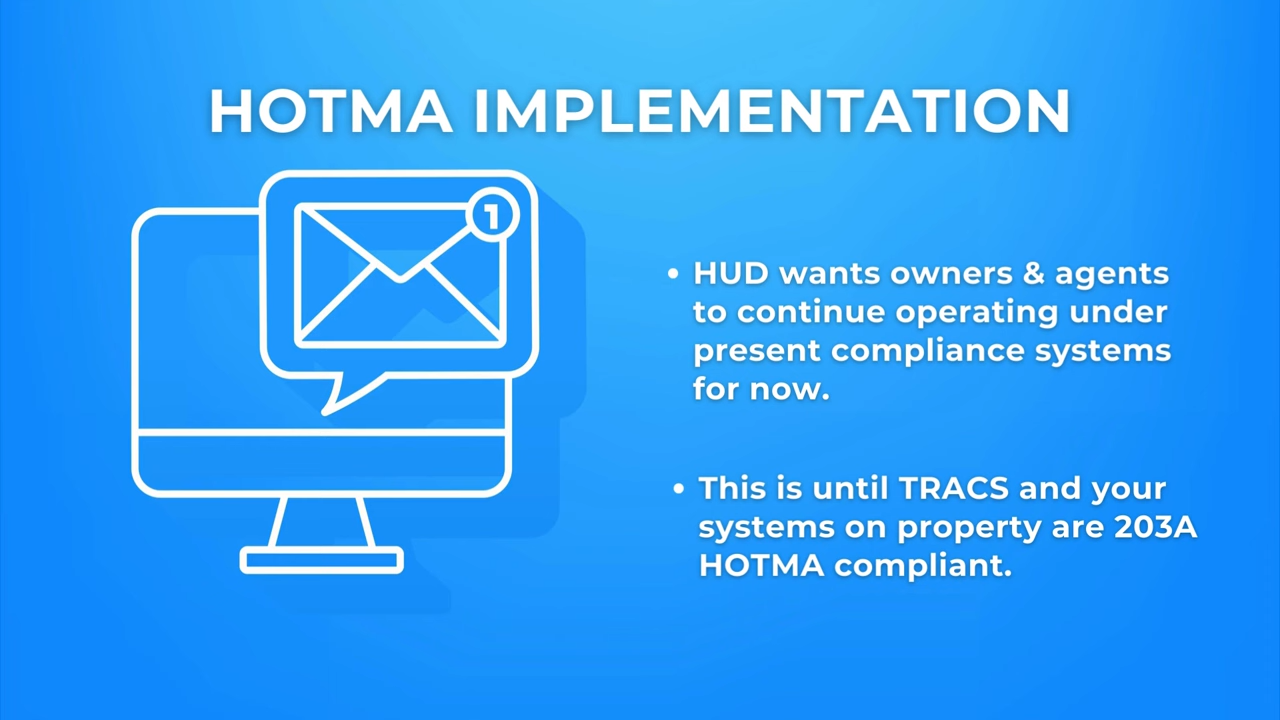 HOTMA IMPLEMENTATION
1
• HUD wants owners & agents
to continue operating under
present compliance systems
for now.
• This is until TRACS and your
systems on property are 203A
HOTMA compliant.